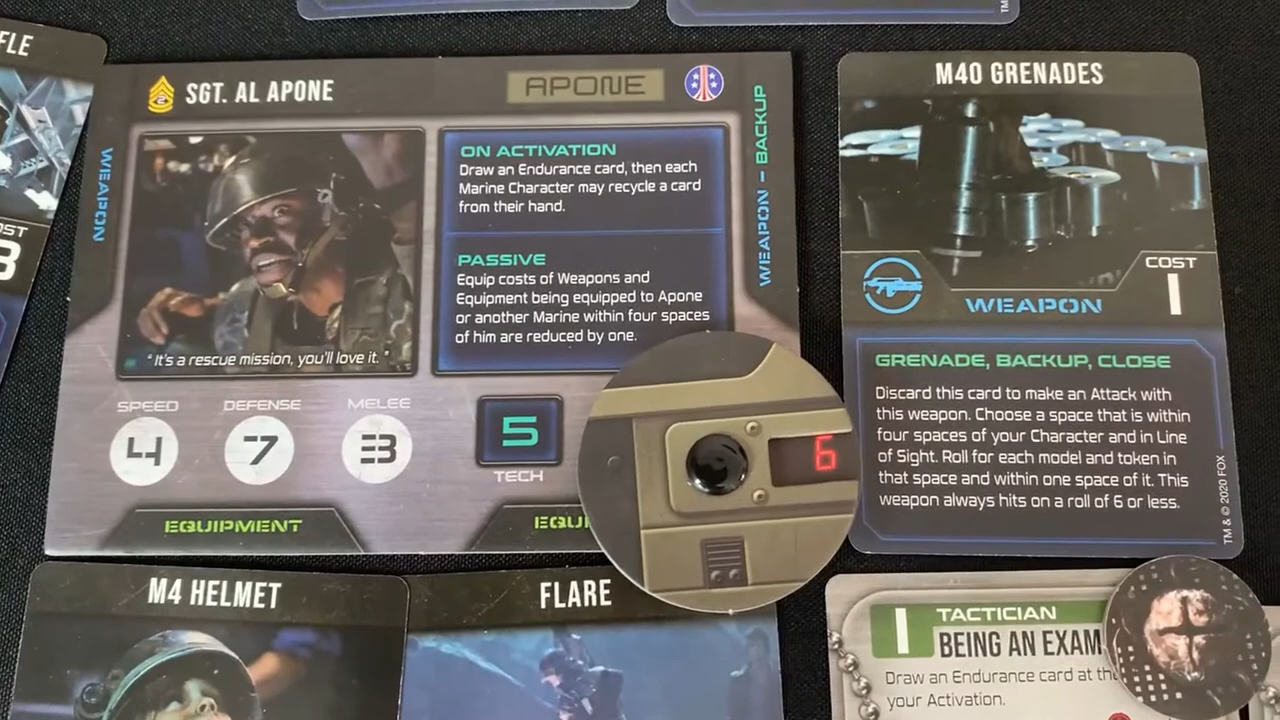 TM
FLE
COST
3
WEAPON
SGT. AL APONE
APONE
WEAPON – BACKUP
ON ACTIVATION
Draw an Endurance card, then each
Marine Character may recycle a card
from their hand.
PASSIVE
Equip costs of Weapons and
Equipment being equipped to Apone
or another Marine within four spaces
of him are reduced by one.
"It's a rescue mission, you'll love it."
SPEED
4
DEFENSE
7
MELEE
3
5
TECH
6
EQUIPMENT
EQUI
M40 GRENADES
COST
1
WEAPON
GRENADE, BACKUP, CLOSE
Discard this card to make an Attack with
this weapon. Choose a space that is within
four spaces of your Character and in Line
of Sight. Roll for each model and token in
that space and within one space of it. This
weapon always hits on a roll of 6 or less.
TM & © 2020 FOX
M4 HELMET
FLARE
1
TACTICIAN
BEING AN EXAM
Draw an Endurance card at the
your Activation.